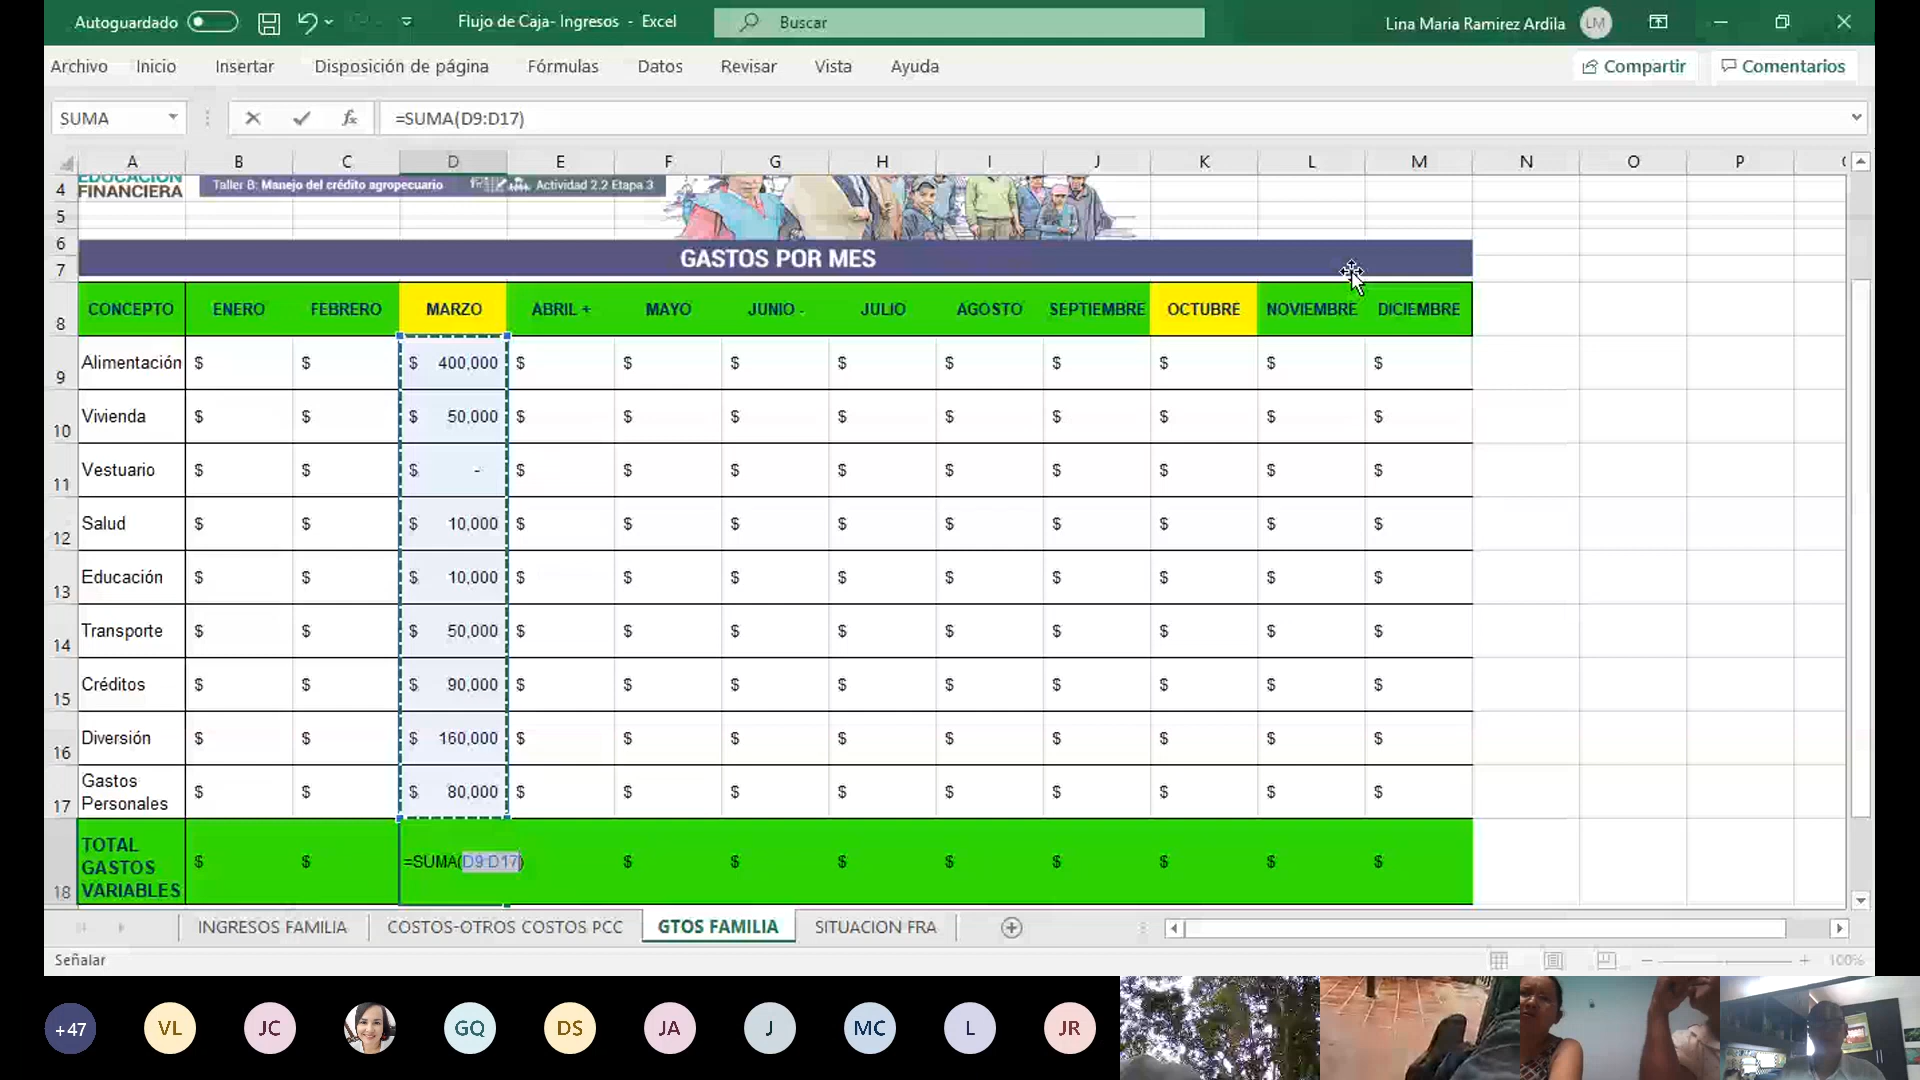 Autoguardado Flujo de Caja- Ingresos - Excel Buscar Lina Maria Ramirez Ardila LM
Archivo Inicio Insertar Disposición de página Fórmulas Datos Revisar Vista Ayuda Compartir Comentarios
SUMA fx =SUMA(D9:D17)
A B C D E F G H I J K L M N O P
EDUCACIÓN
4 FINANCIERA Taller B: Manejo del crédito agropecuario Actividad 2.2 Etapa 3
5
6
7 GASTOS POR MES
8 CONCEPTO ENERO FEBRERO MARZO ABRIL + MAYO JUNIO - JULIO AGOSTO SEPTIEMBRE OCTUBRE NOVIEMBRE DICIEMBRE
9 Alimentación $ $ $ 400,000 $ $ $ $ $ $ $ $ $
10 Vivienda $ $ $ 50,000 $ $ $ $ $ $ $ $ $
11 Vestuario $ $ $ - $ $ $ $ $ $ $ $ $
12 Salud $ $ $ 10,000 $ $ $ $ $ $ $ $ $
13 Educación $ $ $ 10,000 $ $ $ $ $ $ $ $ $
14 Transporte $ $ $ 50,000 $ $ $ $ $ $ $ $ $
15 Créditos $ $ $ 90,000 $ $ $ $ $ $ $ $ $
16 Diversión $ $ $ 160,000 $ $ $ $ $ $ $ $ $
Gastos
17 Personales $ $ $ 80,000 $ $ $ $ $ $ $ $ $
TOTAL
GASTOS $ $ =SUMA(D9:D17) $ $ $ $ $ $ $ $
18 VARIABLES
INGRESOS FAMILIA COSTOS-OTROS COSTOS PCC GTOS FAMILIA SITUACION FRA
Señalar 100%
+47 VL JC GQ DS JA J MC L JR